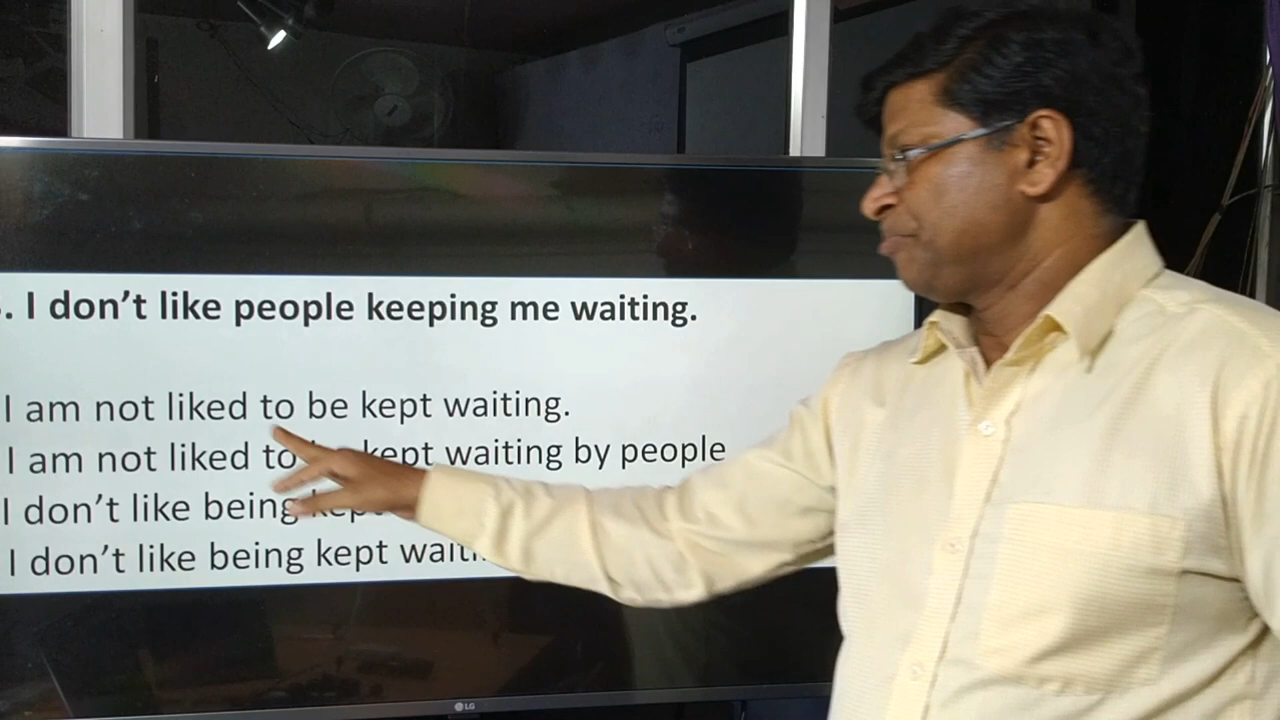 . I don't like people keeping me waiting.
I am not liked to be kept waiting.
I am not liked to kept waiting by people
I don't like being
I don't like being kept
LG